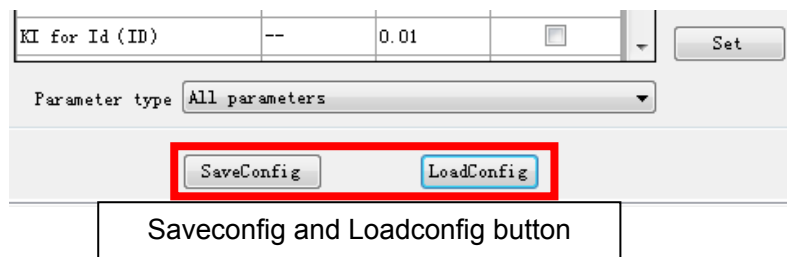 KI for Id (ID) -- 0.01
Set
Parameter type All parameters
SaveConfig LoadConfig
Saveconfig and Loadconfig button